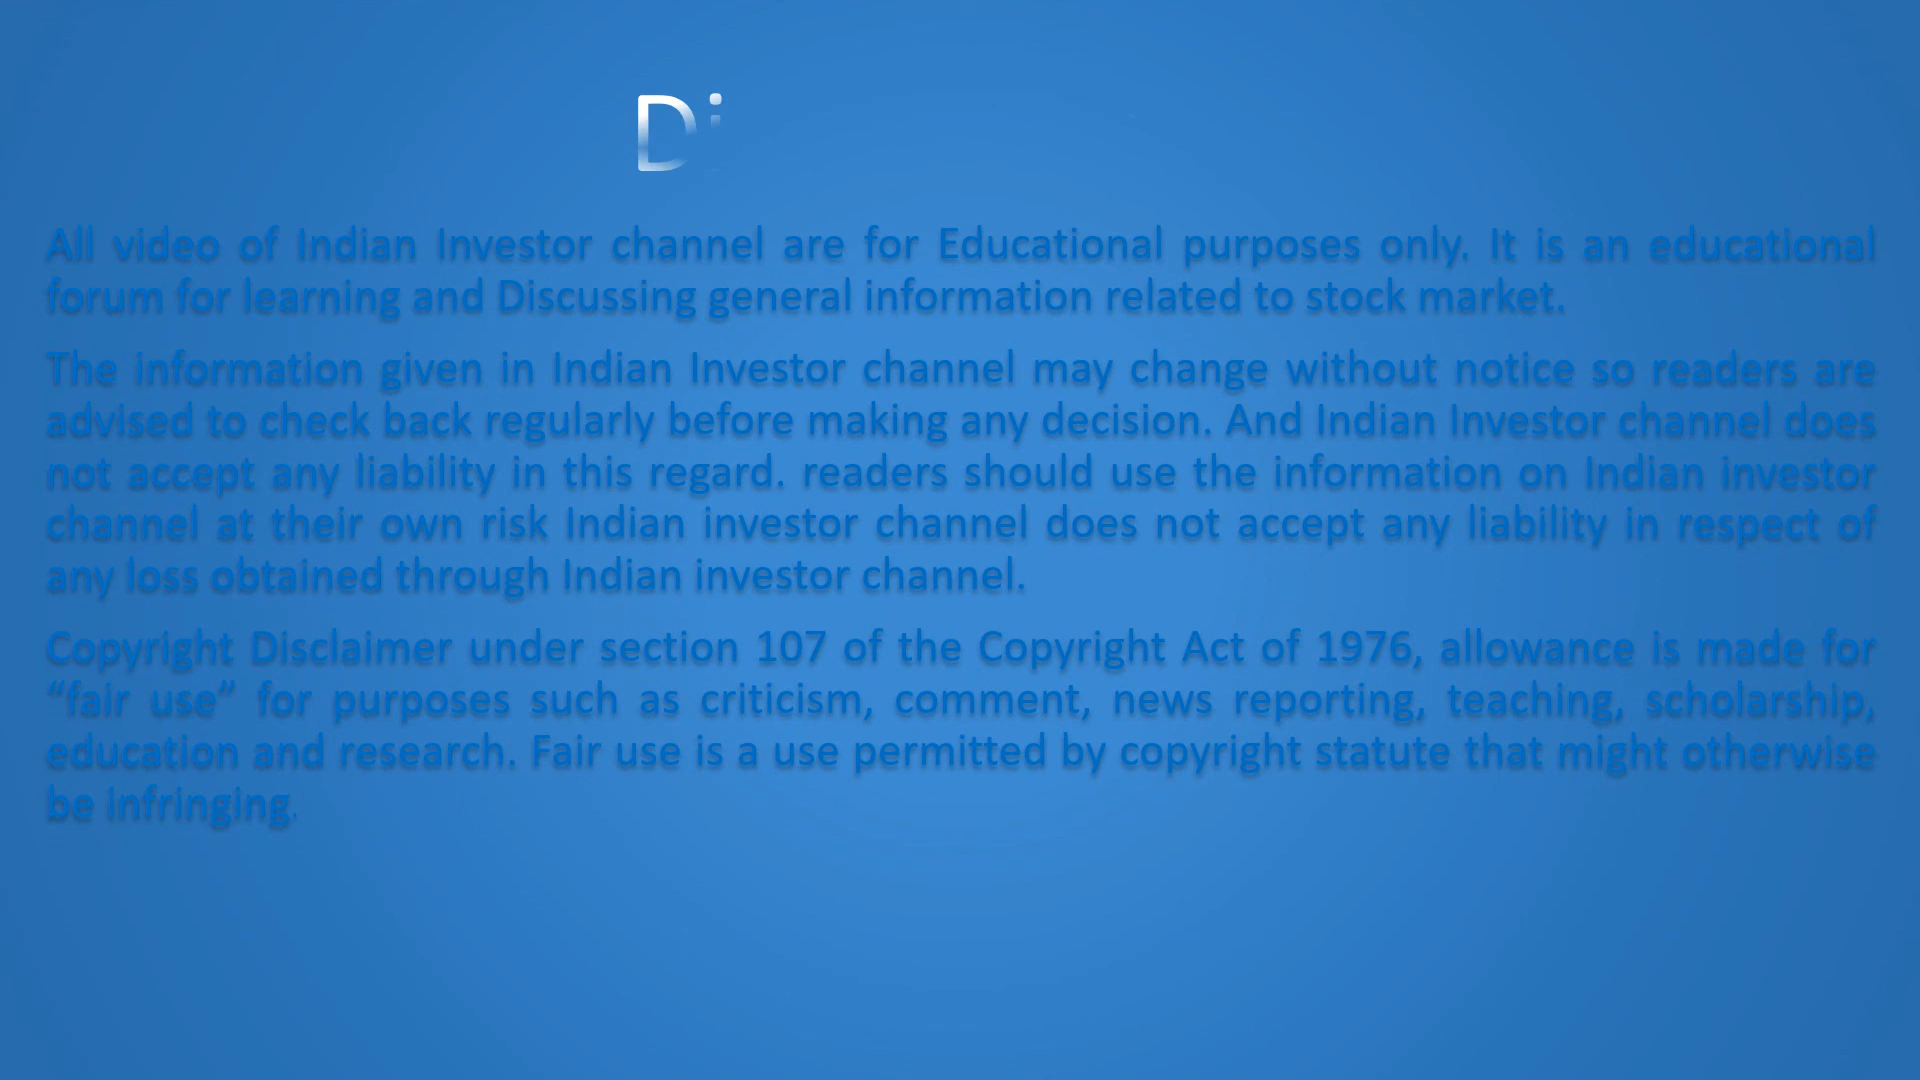 Di
All video of Indian Investor channel are for Educational purposes only. It is an educational
forum for learning and Discussing general information related to stock market.
The information given in Indian Investor channel may change without notice so readers are
advised to check back regularly before making any decision. And Indian Investor channel does
not accept any liability in this regard. readers should use the information on Indian investor
channel at their own risk Indian investor channel does not accept any liability in respect of
any loss obtained through Indian investor channel.
Copyright Disclaimer under section 107 of the Copyright Act of 1976, allowance is made for
“fair use” for purposes such as criticism, comment, news reporting, teaching, scholarship,
education and research. Fair use is a use permitted by copyright statute that might otherwise
be infringing.